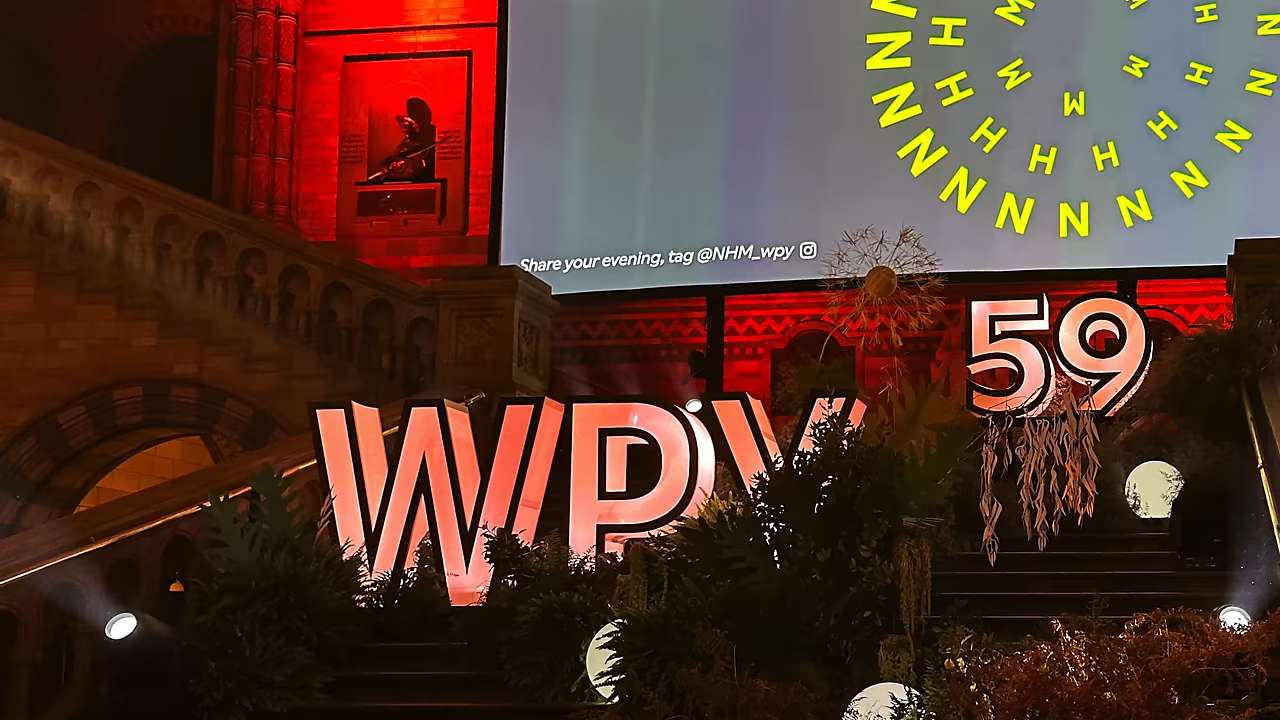 Share your evening, tag @NHM_wpy
WPY
59
N N N N N N N N N N N
H H H H H H H H
M M M M M